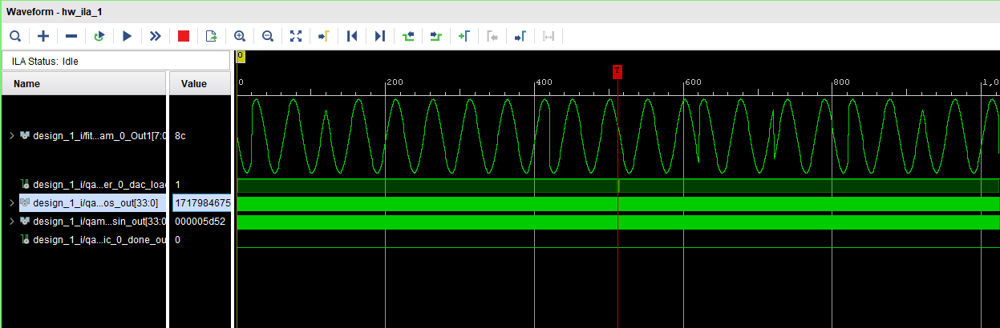 Waveform - hw_ila_1
ILA Status: Idle
Name
Value
0
0
200
400
600
800
1,0
design_1_i/fit...am_0_Out1[7:0
8c
design_1_i/qa...er_0_dac_loa
1
design_1_i/qa...os_out[33:0]
1717984675
design_1_i/qam...sin_out[33:0
000005d52
design_1_i/qa...ic_0_done_ou
0